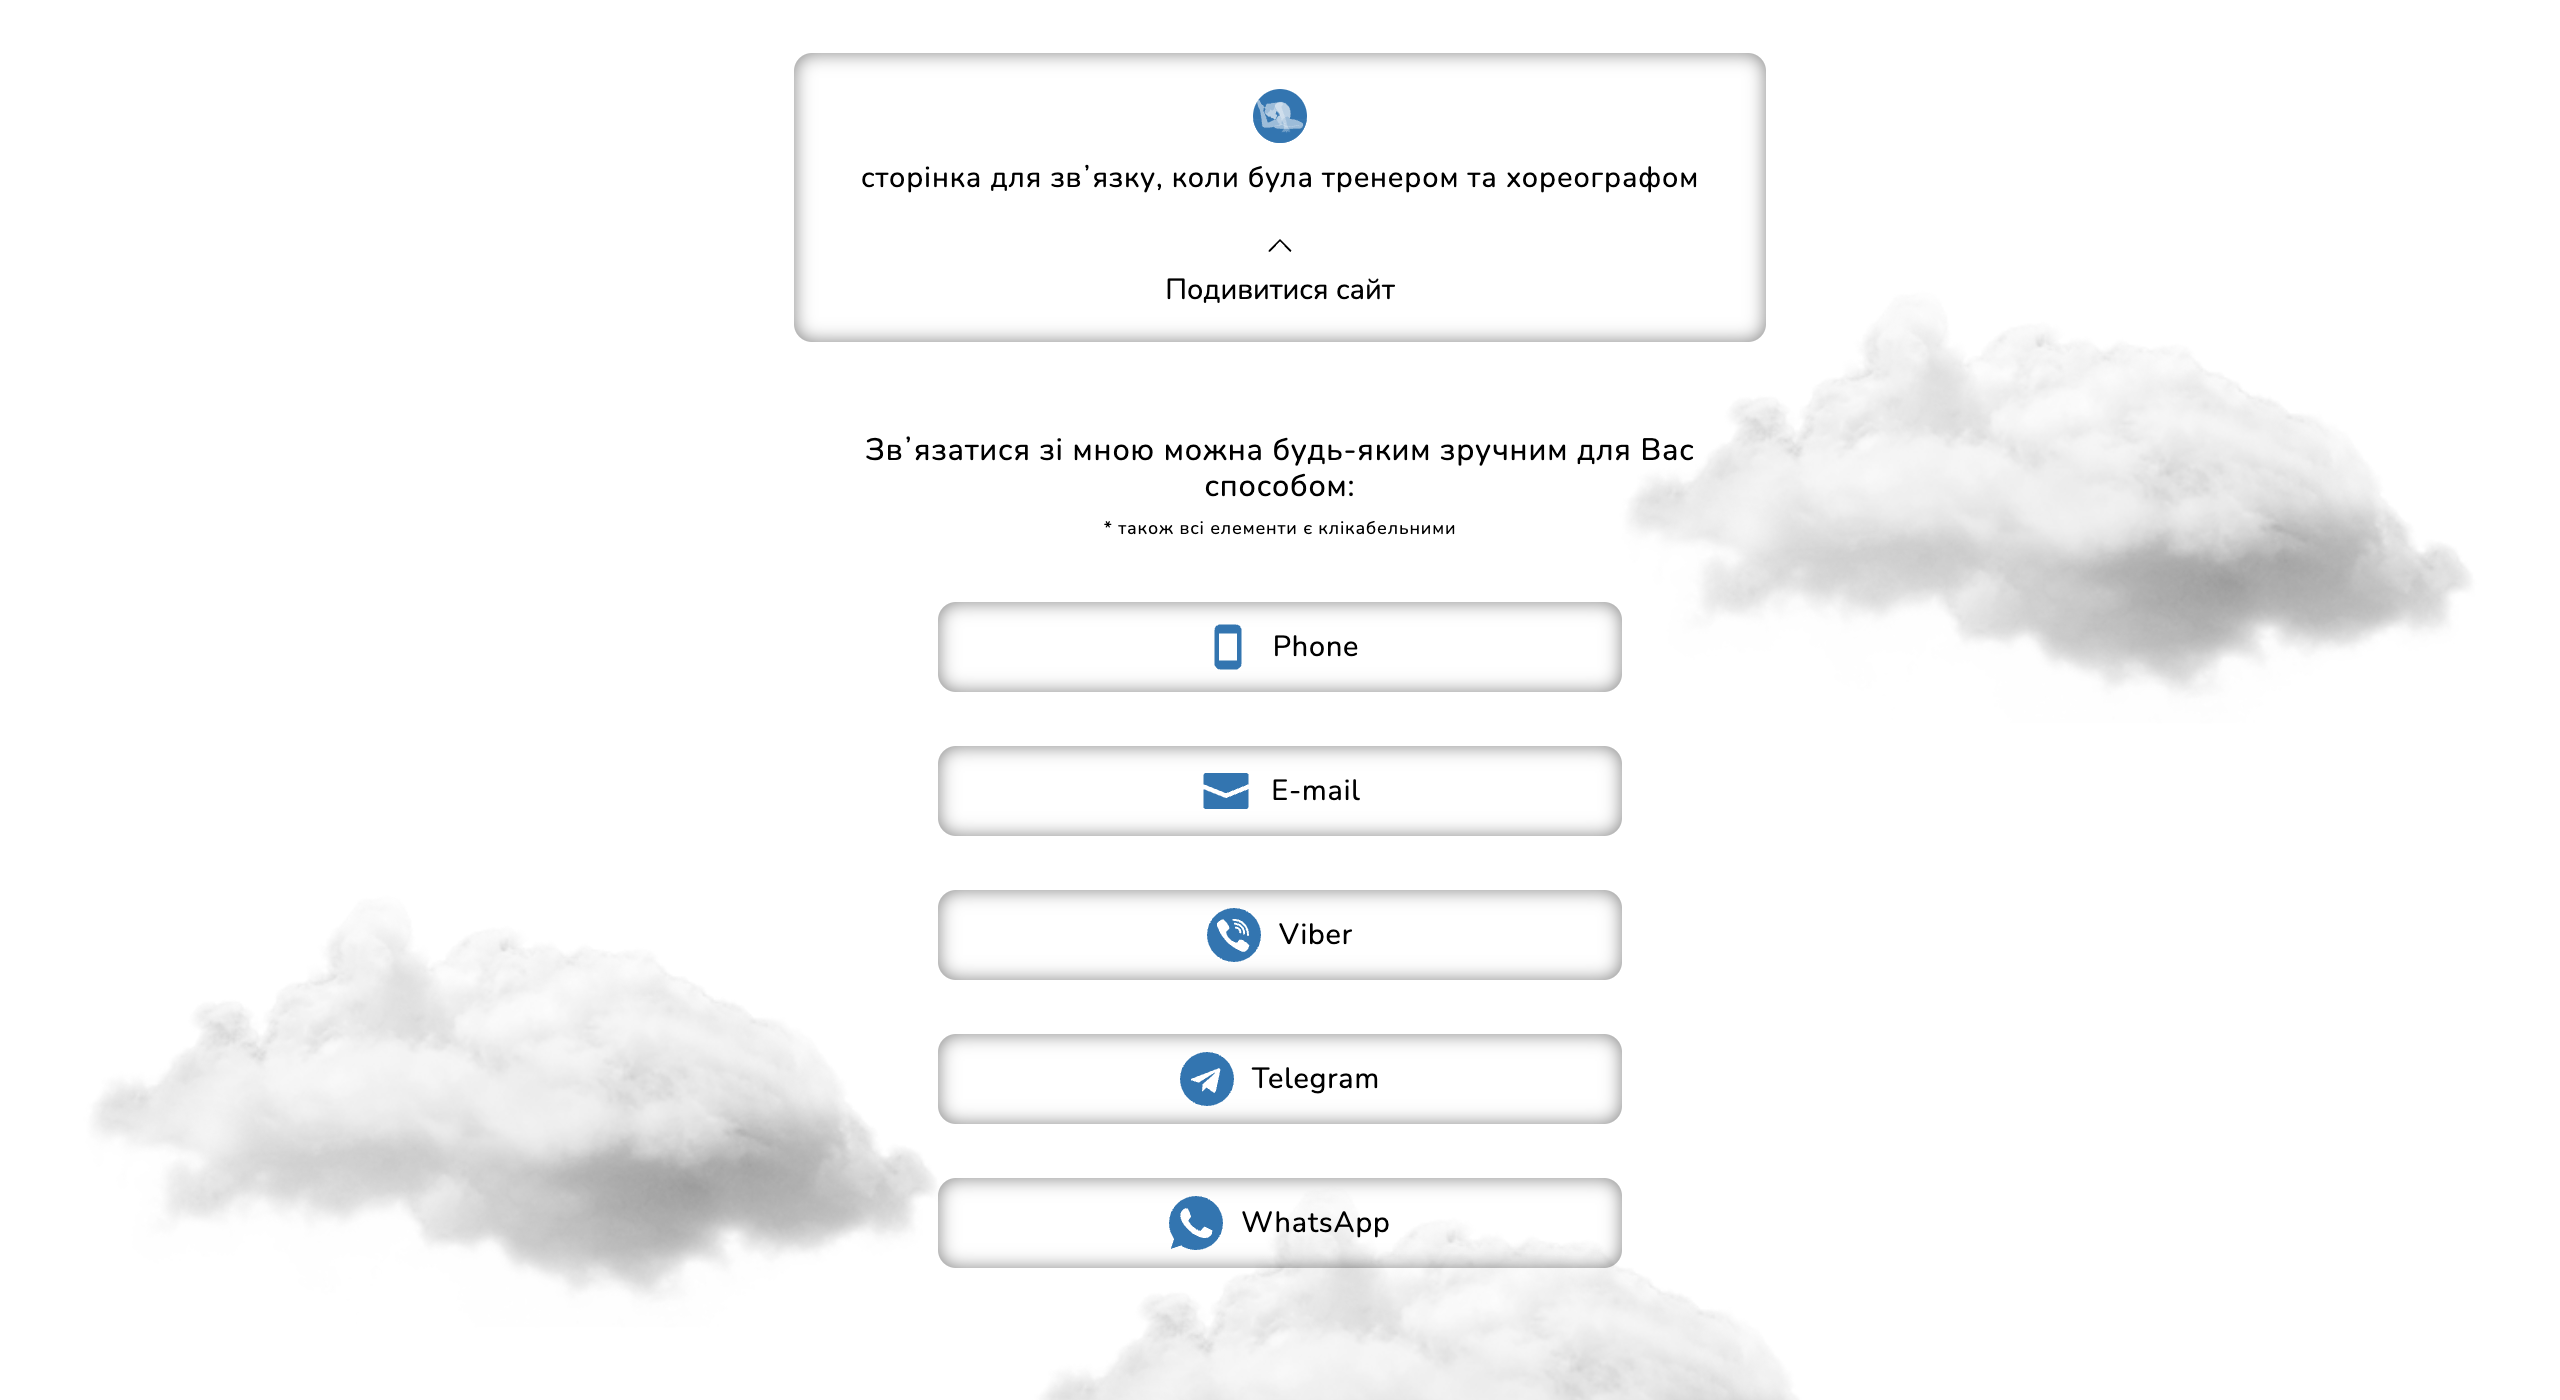 сторінка для зв’язку, коли була тренером та хореографом
Подивитися сайт
Зв’язатися зі мною можна будь-яким зручним для Вас
способом:
* також всі елементи є клікабельними
Phone
E-mail
Viber
Telegram
WhatsApp